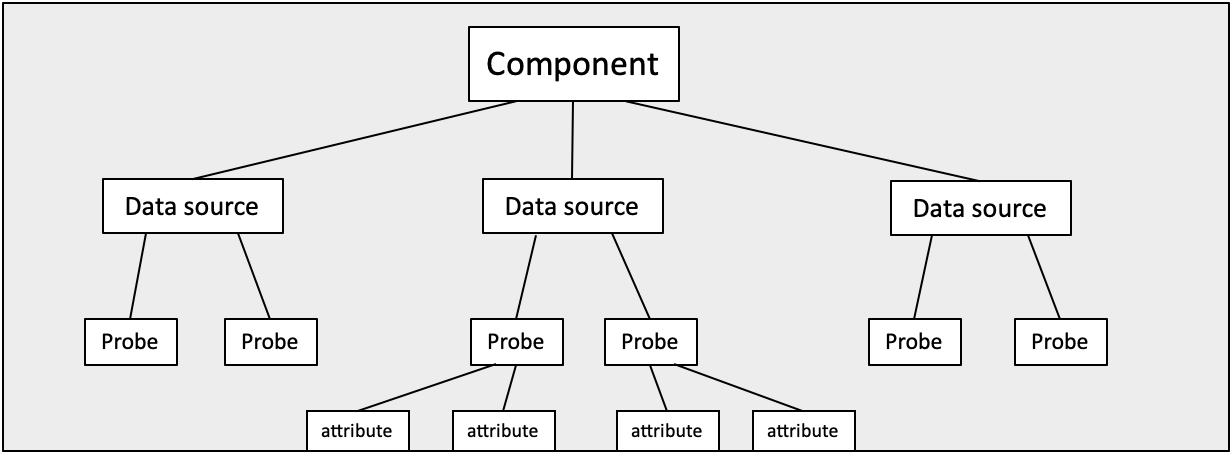 Component
Data source
Data source
Data source
Probe
Probe
Probe
Probe
Probe
Probe
attribute
attribute
attribute
attribute